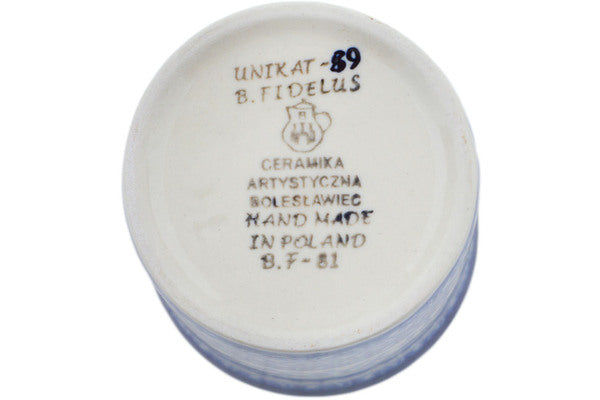 UNIKAT-89
B. FIDELUS
CERAMIKA
ARTYSTYCZNA
BOLESŁAWIEC
HAND MADE
IN POLAND
B.F-81